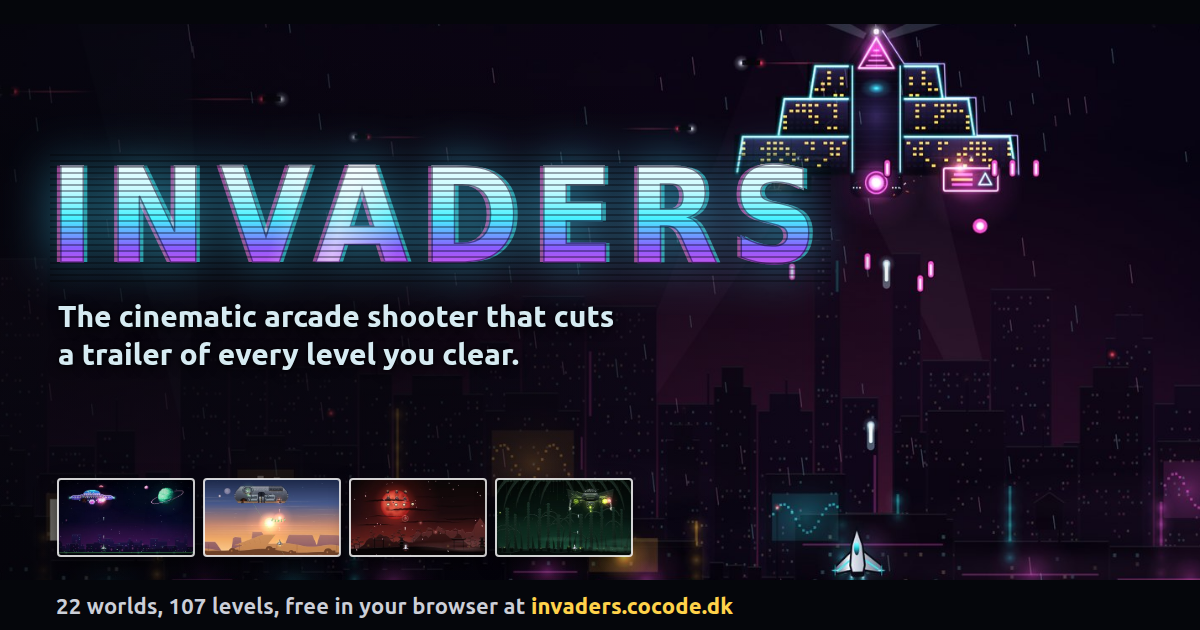 INVADERS
The cinematic arcade shooter that cuts
a trailer of every level you clear.
22 worlds, 107 levels, free in your browser at invaders.cocode.dk